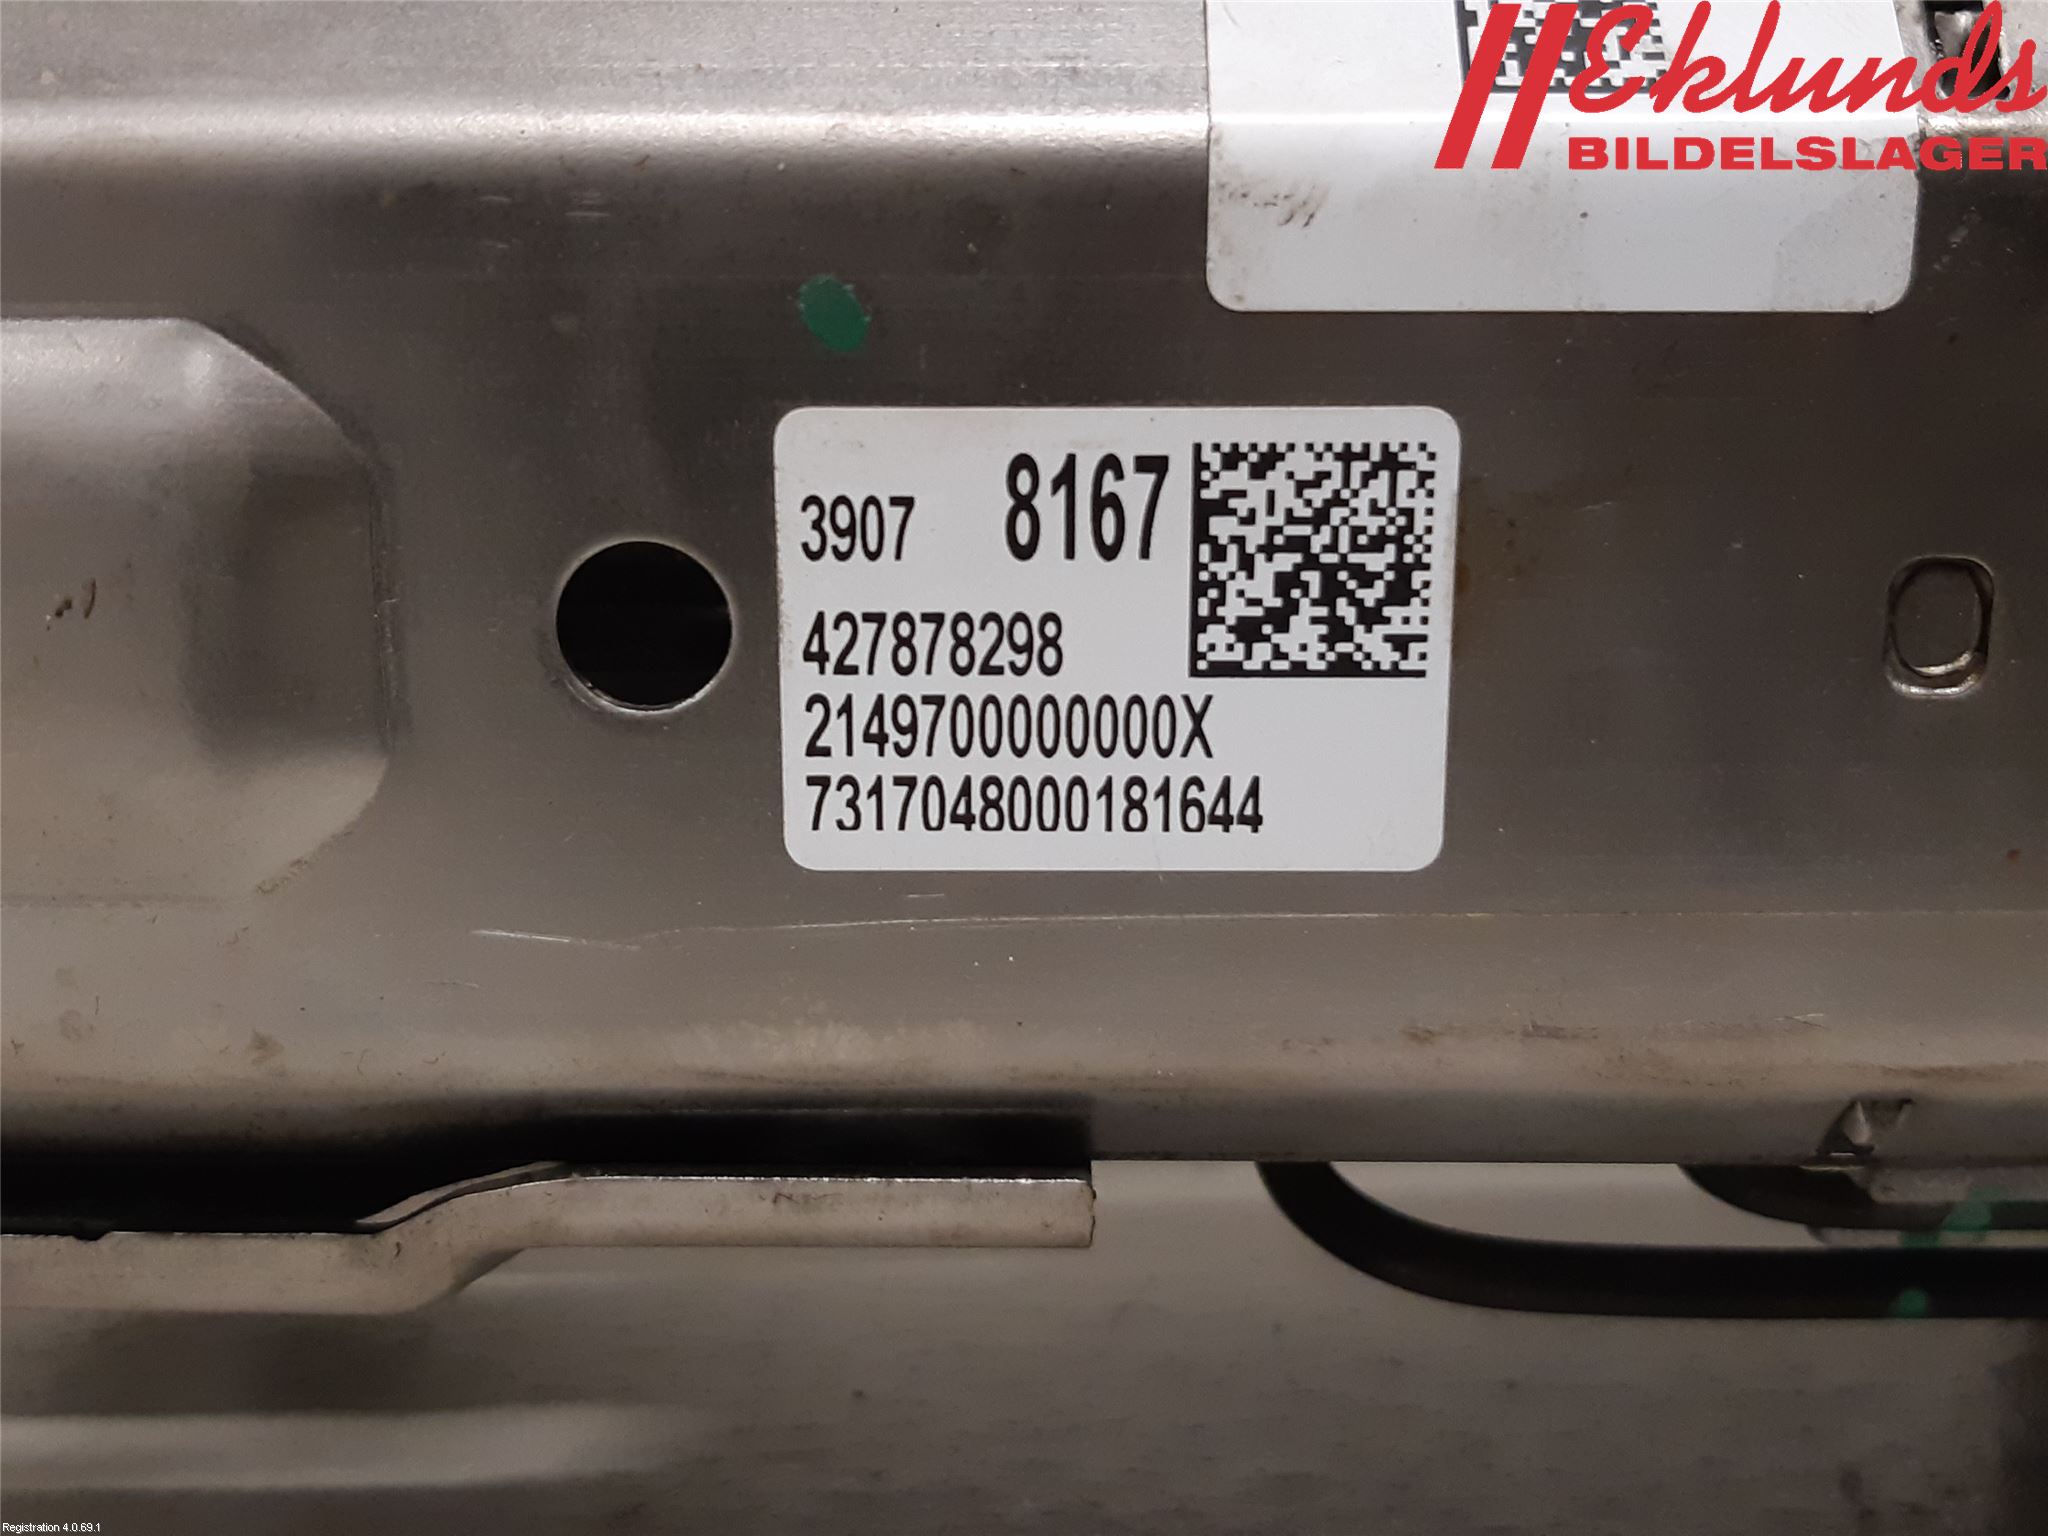 Eklunds
BILDELSLAGER
3907 8167
427878298
2149700000000X
7317048000181644
Registration 4.0.69.1